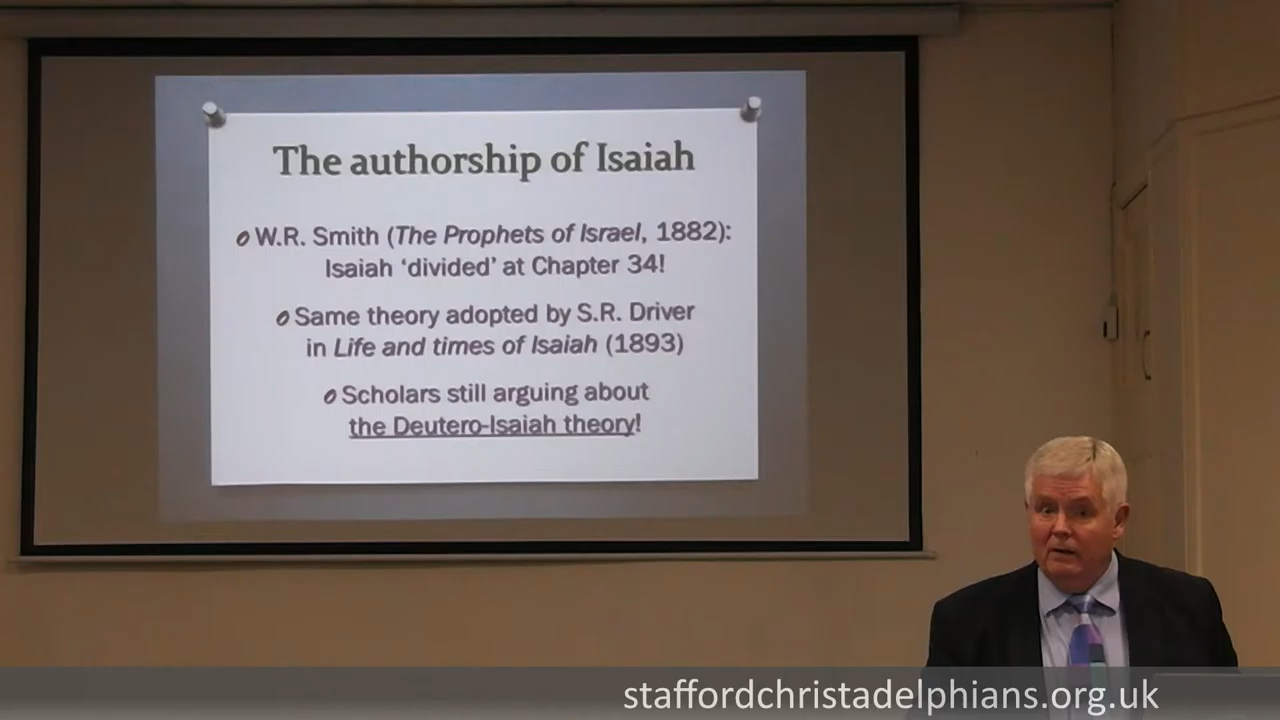 The authorship of Isaiah
W.R. Smith (The Prophets of Israel, 1882):
Isaiah ‘divided’ at Chapter 34!
Same theory adopted by S.R. Driver
in Life and times of Isaiah (1893)
Scholars still arguing about
the Deutero-Isaiah theory!
staffordchristadelphians.org.uk